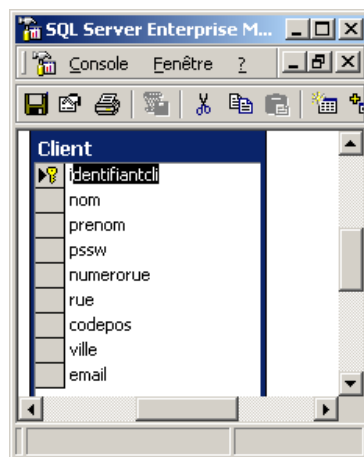 SQL Server Enterprise M...
Console Fenêtre ?
Client
identifiantcli
nom
prenom
pssw
numerorue
rue
codepos
ville
email